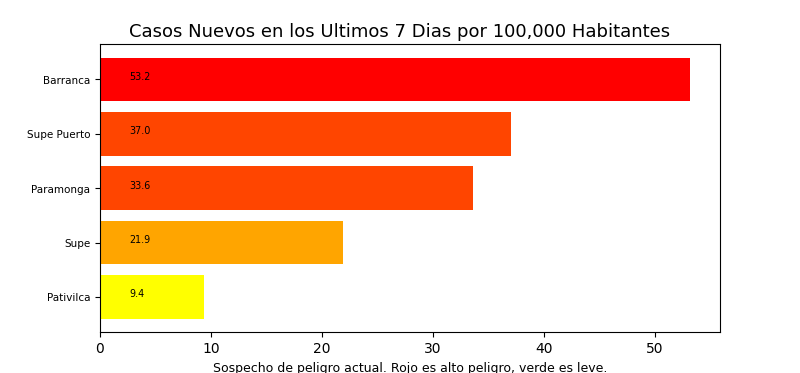 Casos Nuevos en los Ultimos 7 Dias por 100,000 Habitantes
Barranca 53.2
Supe Puerto 37.0
Paramonga 33.6
Supe 21.9
Pativilca 9.4
0 10 20 30 40 50
Sospecho de peligro actual. Rojo es alto peligro, verde es leve.